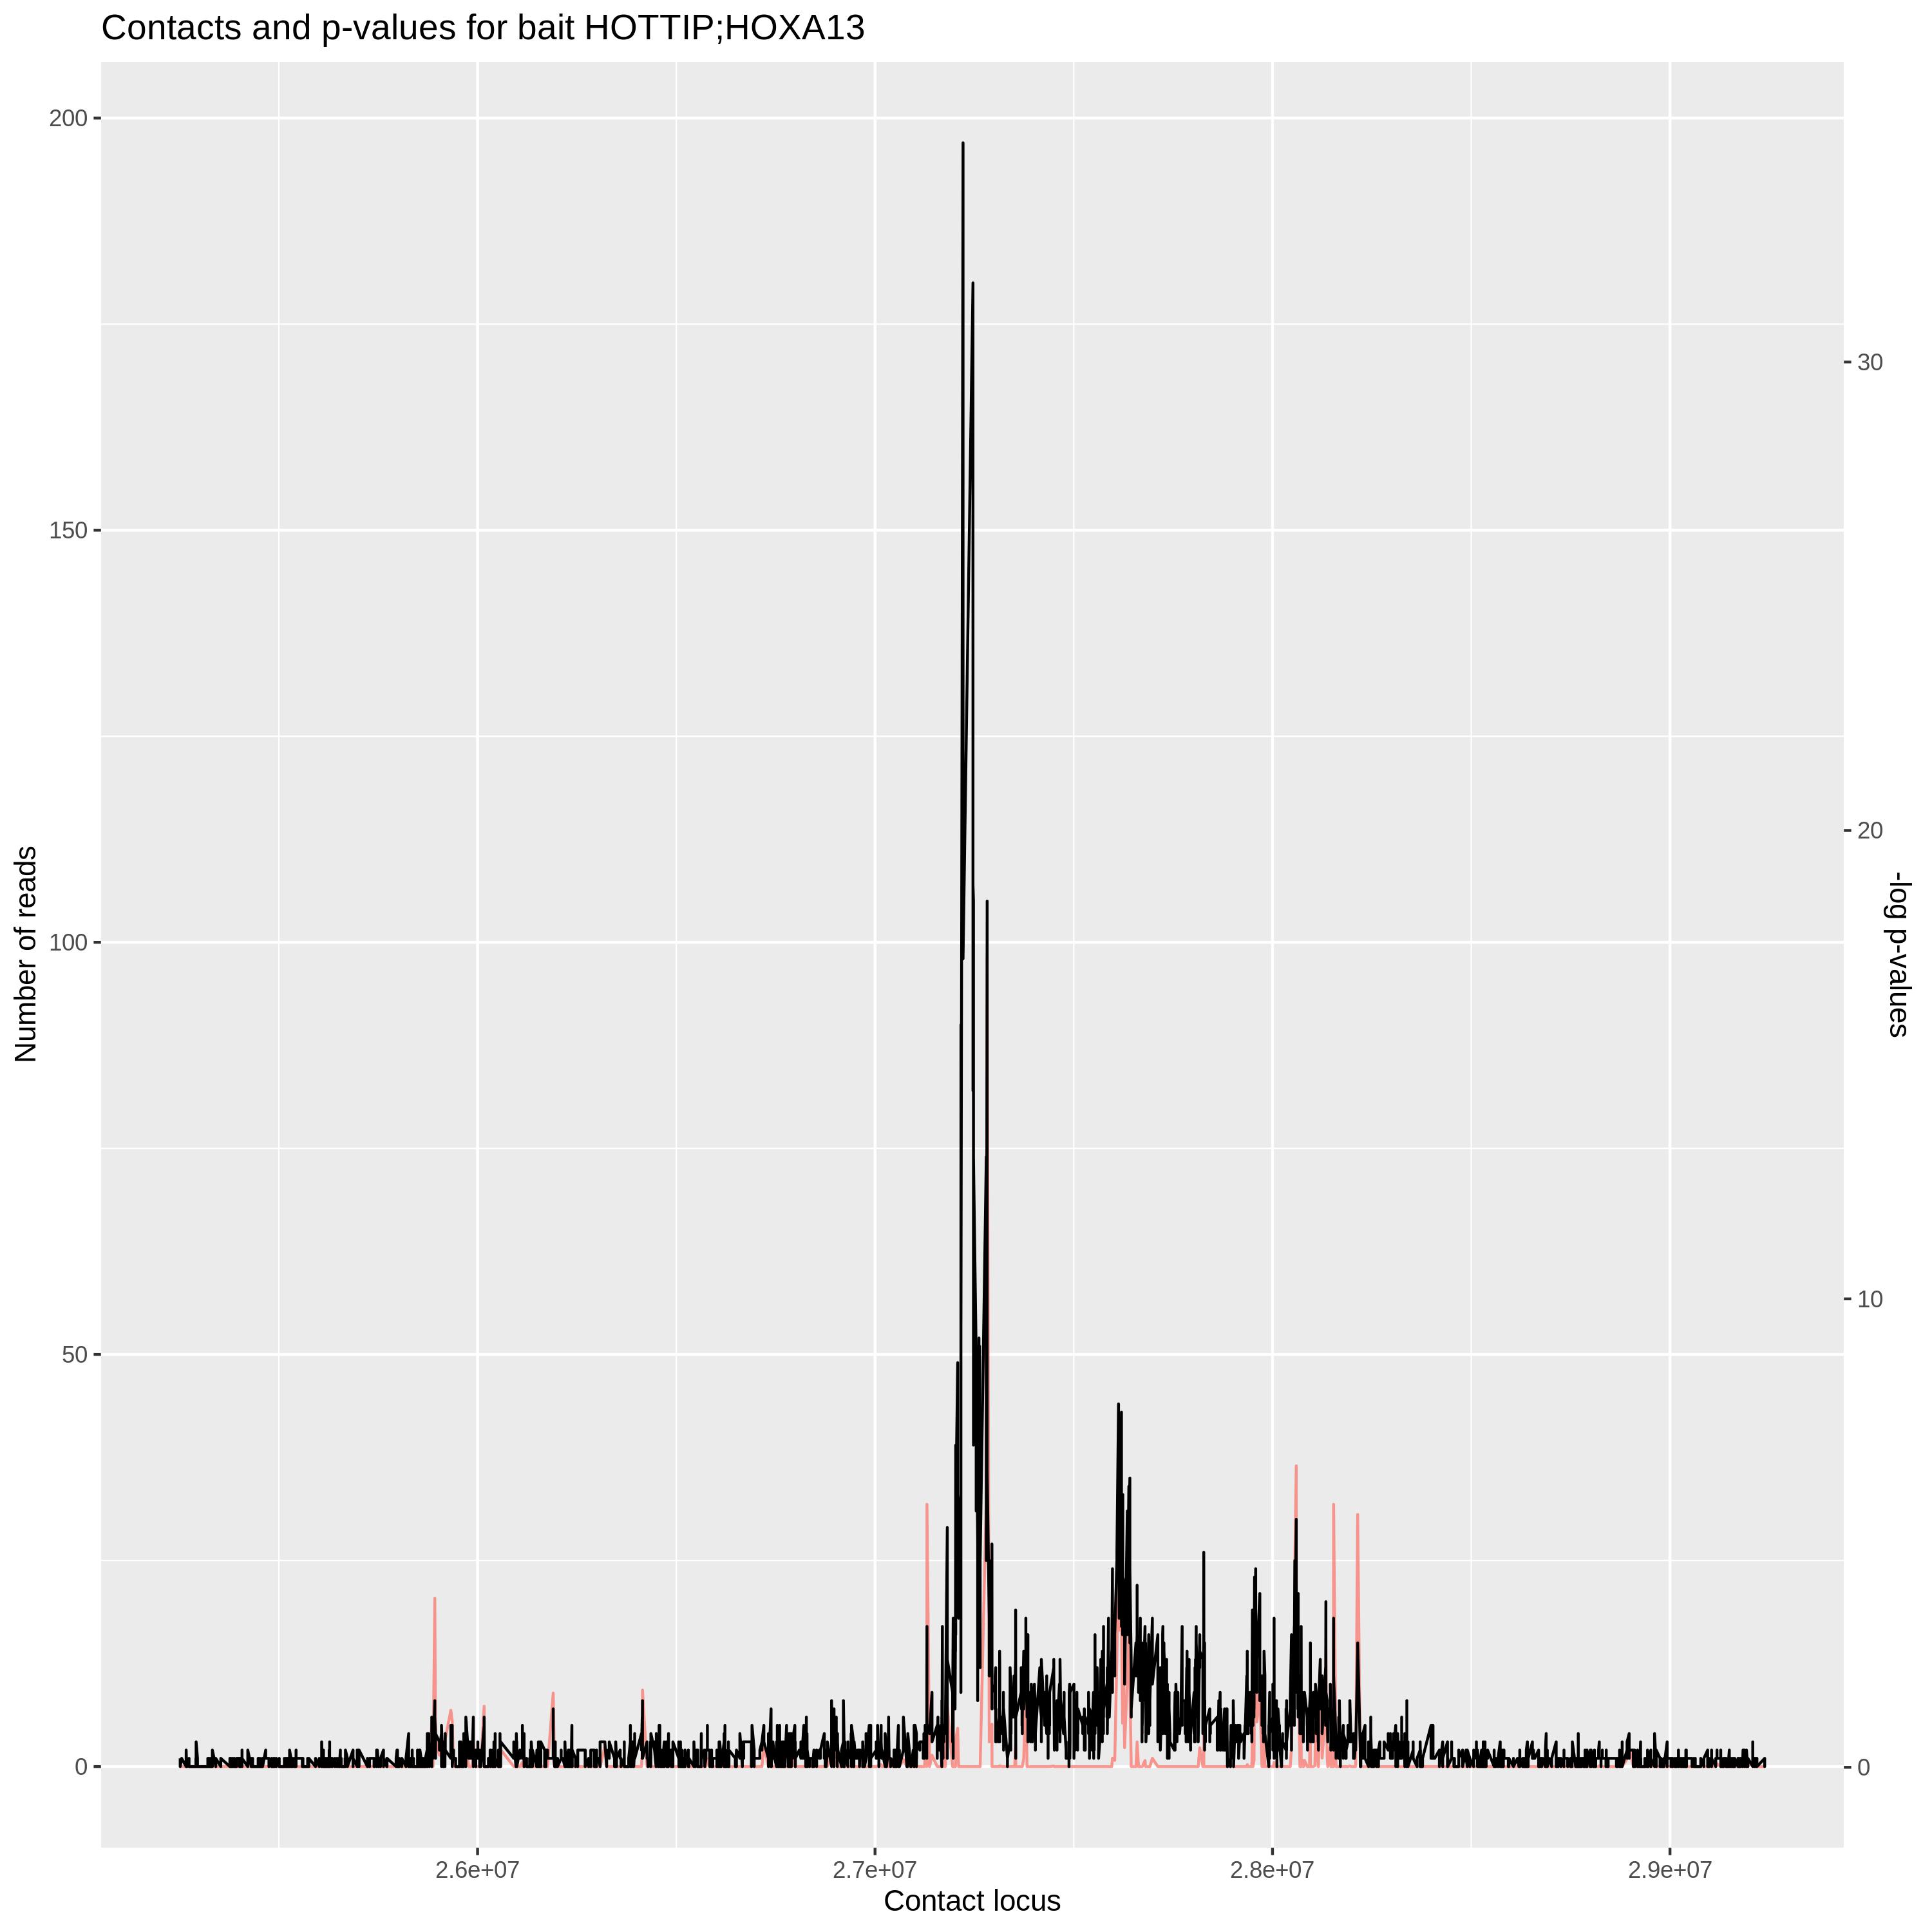 Contacts and p-values for bait HOTTIP;HOXA13
200
150
100
50
0
Number of reads
30
20
10
0
-log p-values
2.6e+07
2.7e+07
2.8e+07
2.9e+07
Contact locus